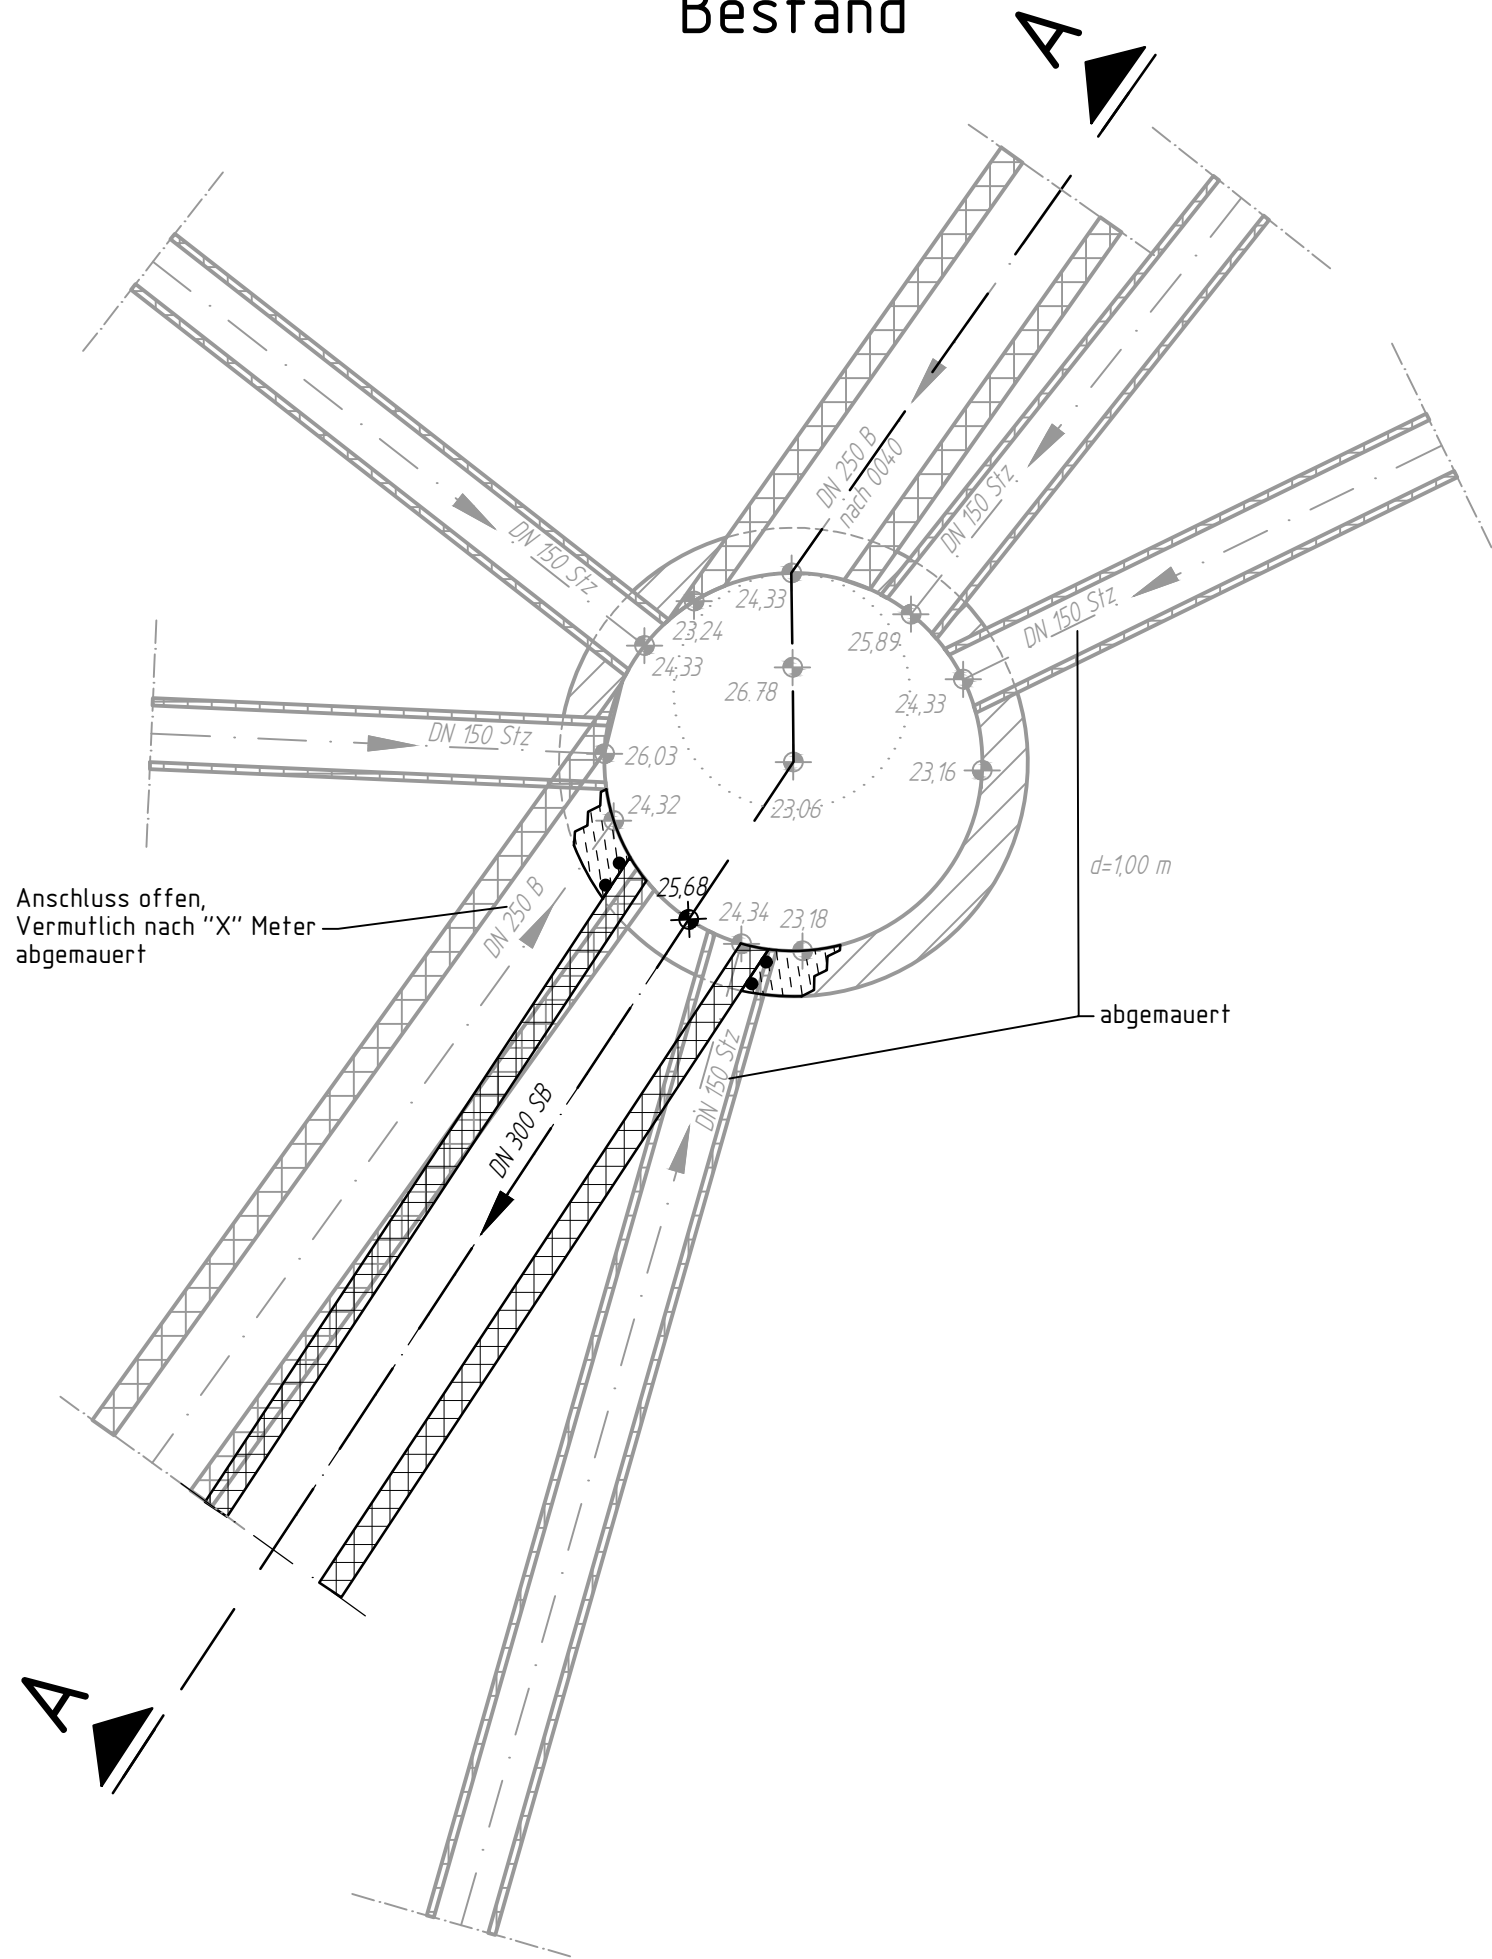 Bestand
A
DN 250 B
nach 0040
DN 150 Stz
DN 150 Stz
DN 150 Stz
DN 150 Stz
24,33
23,24
24,33
25,89
26.78
24,33
26,03
23,16
24,32
23,06
d=1,00 m
25,68
24,34
23,18
Anschluss offen,
Vermutlich nach "X" Meter
abgemauert
DN 250 B
abgemauert
DN 150 Stz
DN 300 SB
A